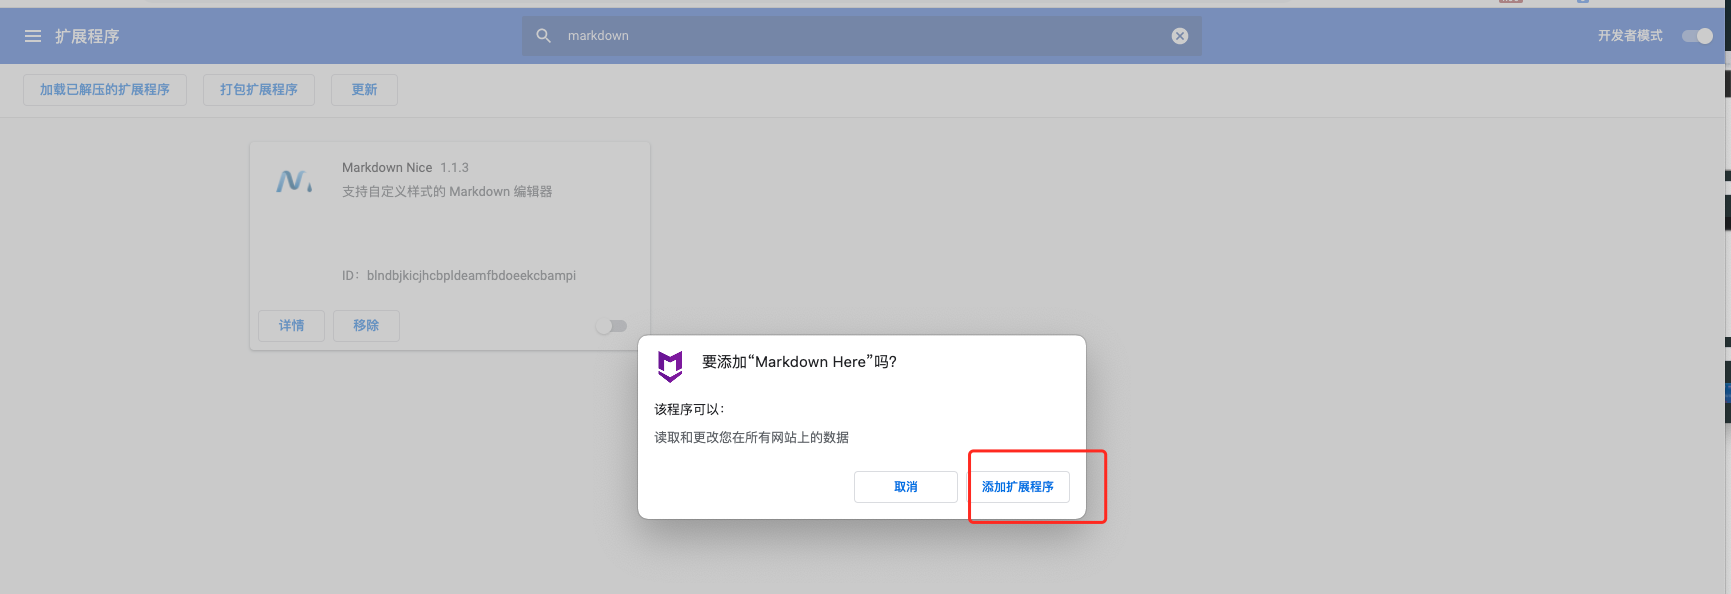 扩展程序
markdown
开发者模式
加载已解压的扩展程序
打包扩展程序
更新
Markdown Nice 1.1.3
支持自定义样式的 Markdown 编辑器
ID： blndbjkicjhcbpldeamfbdoeekcbampi
详情
移除
要添加“Markdown Here”吗?
该程序可以：
读取和更改您在所有网站上的数据
取消
添加扩展程序